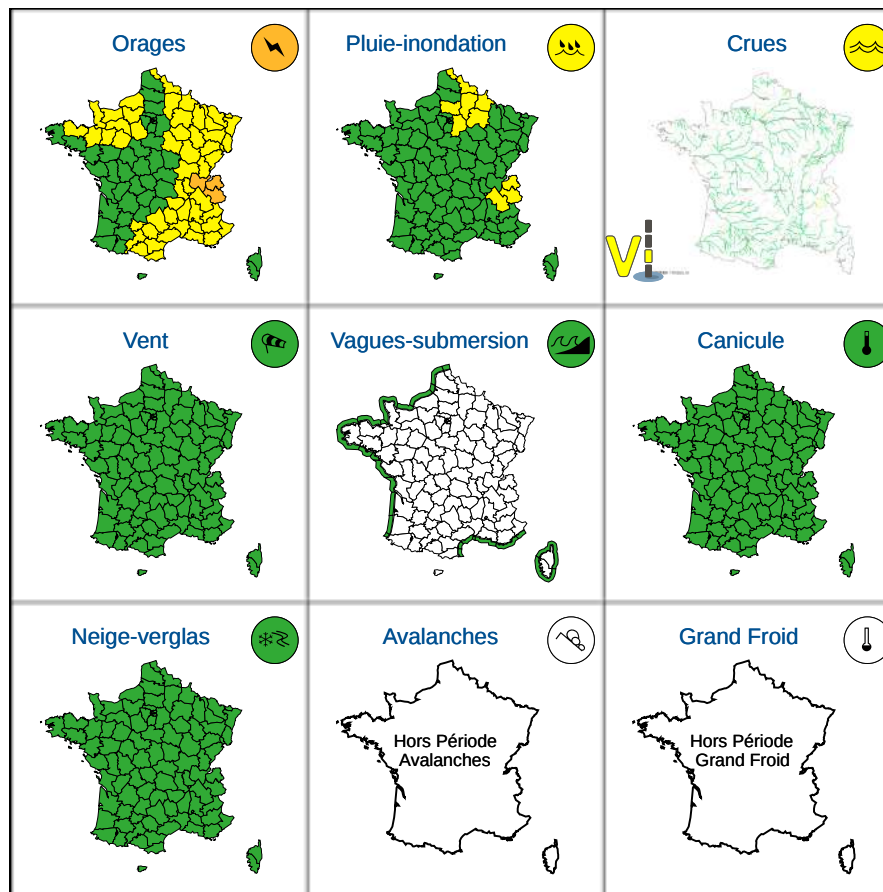 Orages
Pluie-inondation
Crues
Vent
Vagues-submersion
Canicule
Neige-verglas
Avalanches
Grand Froid
Hors Période
Avalanches
Hors Période
Grand Froid